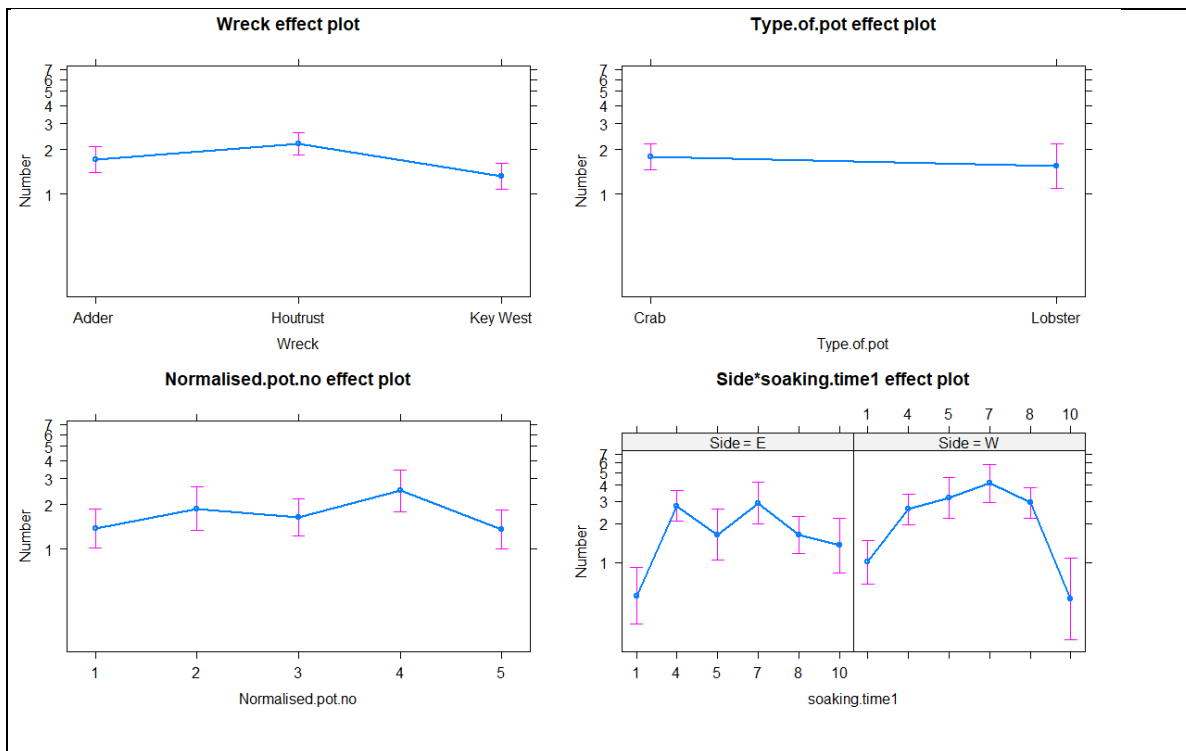 Wreck effect plot
Number
7
6
5
4
3
2
1
Adder Houtrust Key West
Wreck
Type.of.pot effect plot
Number
7
6
5
4
3
2
1
Crab Lobster
Type.of.pot
Normalised.pot.no effect plot
Number
7
6
5
4
3
2
1
1 2 3 4 5
Normalised.pot.no
Side*soaking.time1 effect plot
1 4 5 7 8 10
Side = E Side = W
Number
7
6
5
4
3
2
1
1 4 5 7 8 10
soaking.time1